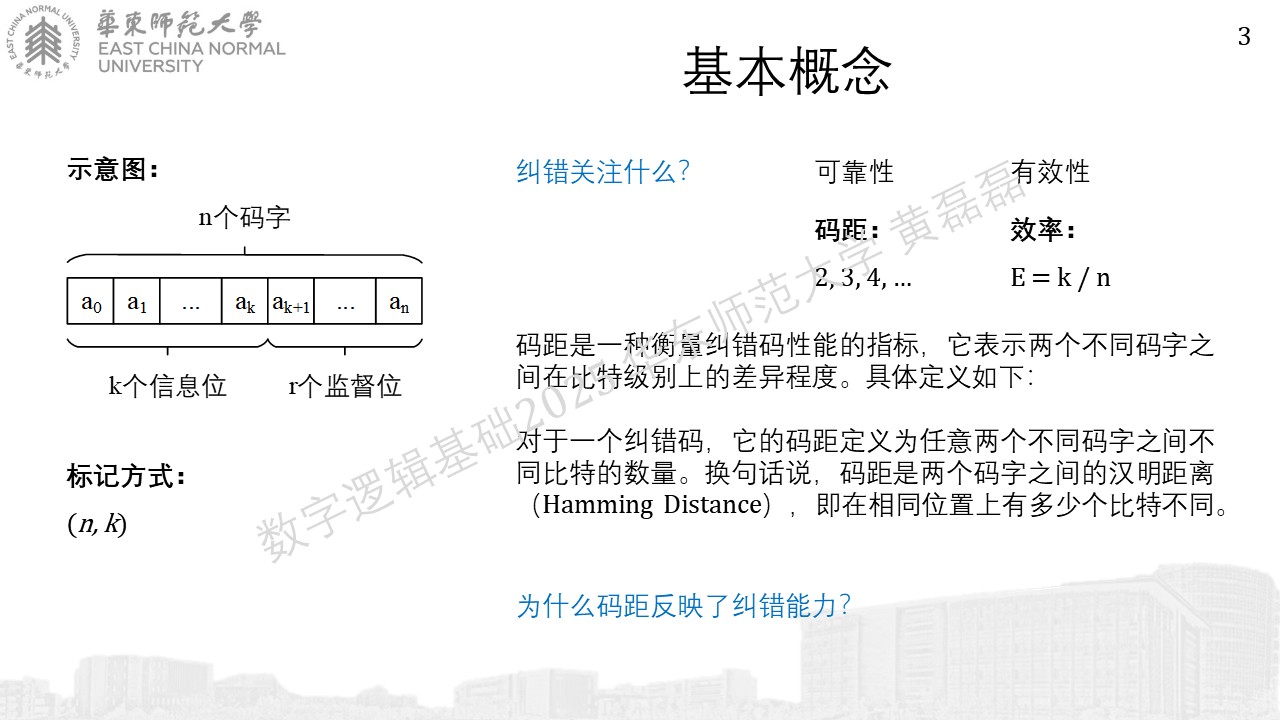 EAST CHINA NORMAL UNIVERSITY
華東師範大學
華東師範大學
EAST CHINA NORMAL
UNIVERSITY
3
基本概念
示意图：
n个码字
a0 a1 … ak ak+1 … an
k个信息位 r个监督位
标记方式：
(n, k)
纠错关注什么？ 可靠性 有效性
码距： 效率：
2, 3, 4, … E = k / n
码距是一种衡量纠错码性能的指标，它表示两个不同码字之
间在比特级别上的差异程度。具体定义如下：
对于一个纠错码，它的码距定义为任意两个不同码字之间不
同比特的数量。换句话说，码距是两个码字之间的汉明距离
（Hamming Distance），即在相同位置上有多少个比特不同。
为什么码距反映了纠错能力？
数字逻辑基础2025 华东师范大学 黄磊磊